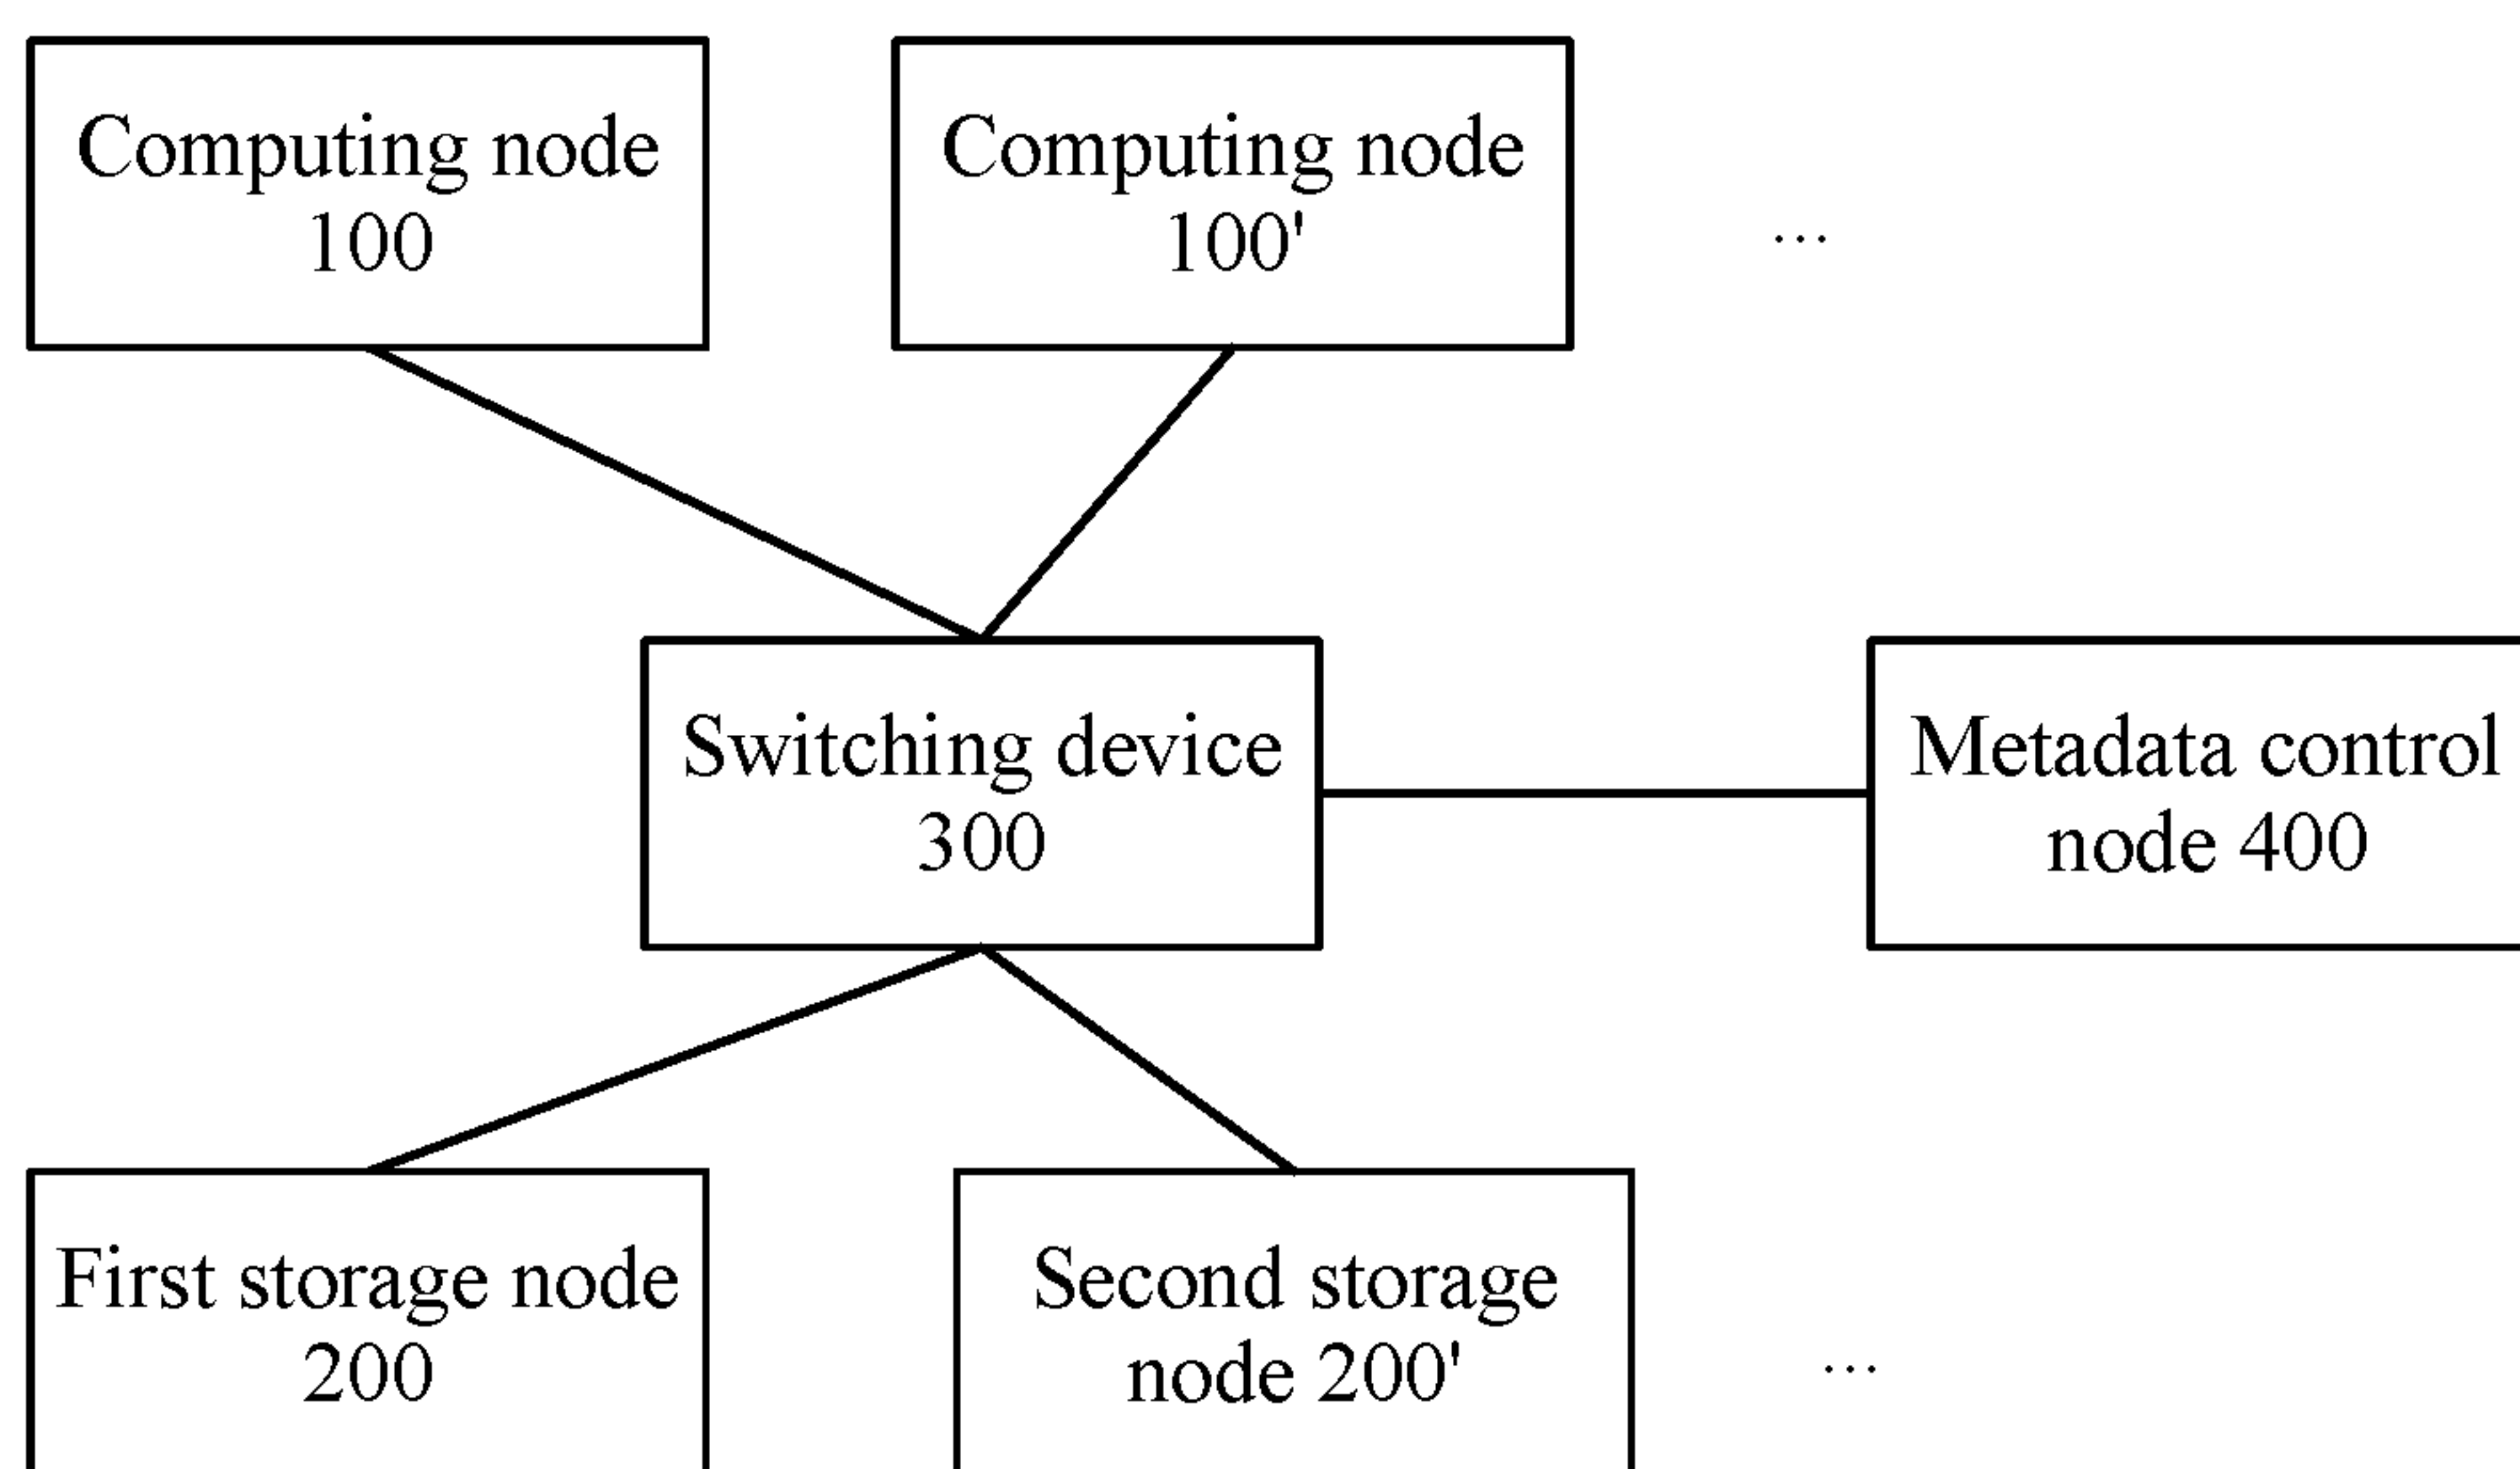 Computing node
100
Computing node
100'
...
Switching device
300
Metadata control
node 400
First storage node
200
Second storage
node 200'
...